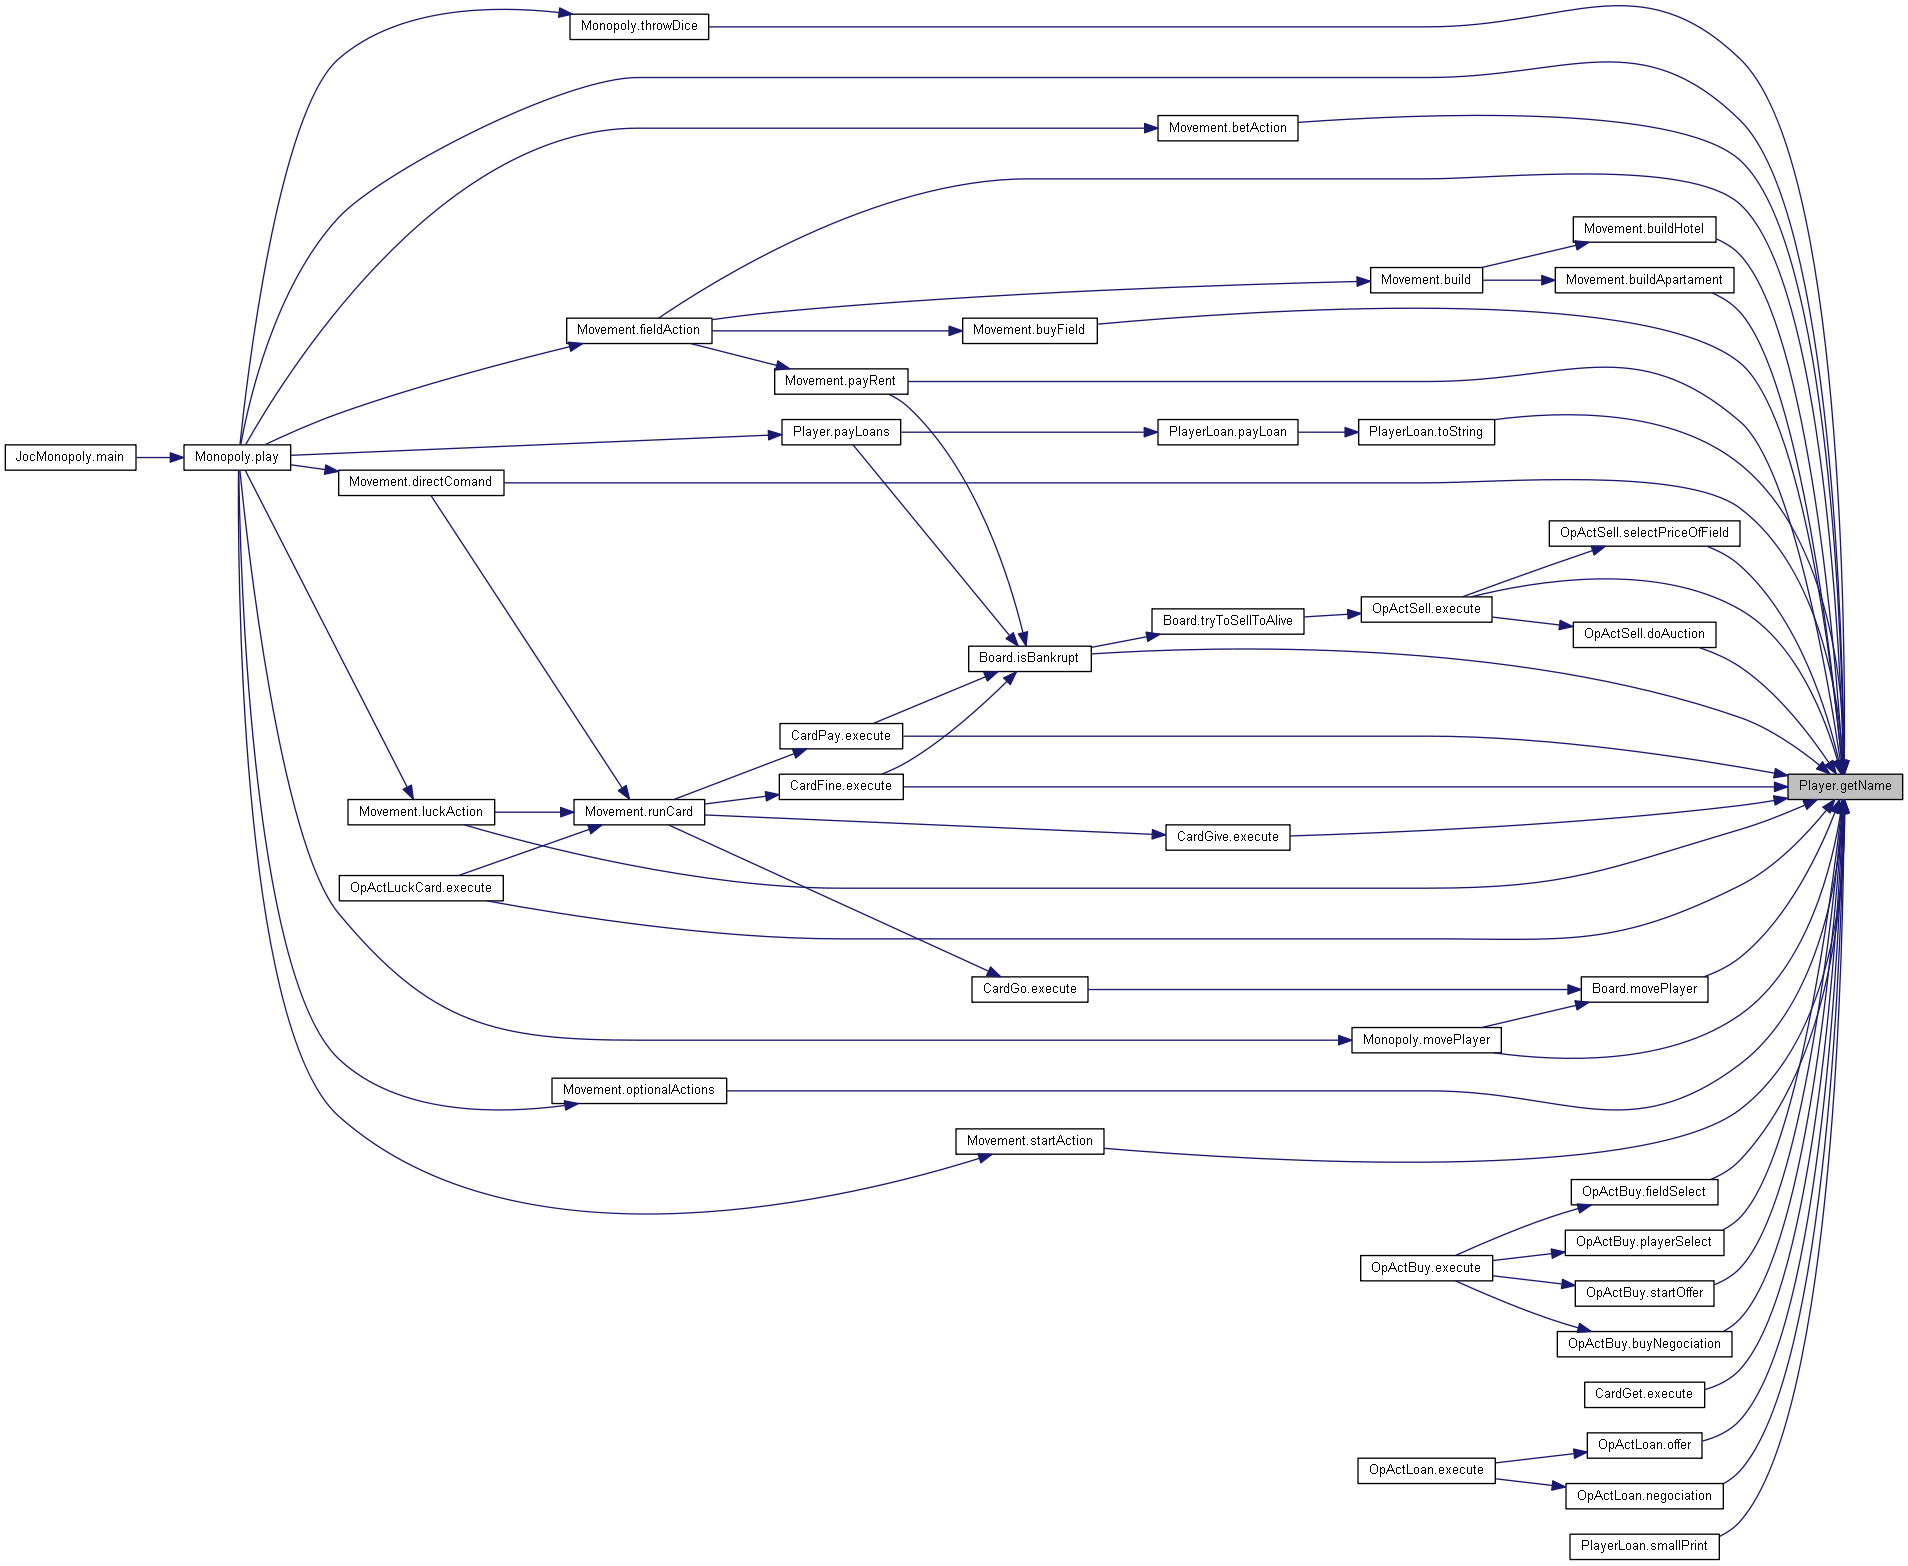 Monopoly.throwDice
Movement.betAction
Movement.buildHotel
Movement.build
Movement.buildApartament
Movement.fieldAction
Movement.buyField
Movement.payRent
Player.payLoans
PlayerLoan.payLoan
PlayerLoan.toString
JocMonopoly.main
Monopoly.play
Movement.directComand
OpActSell.selectPriceOfField
OpActSell.execute
Board.tryToSellToAlive
OpActSell.doAuction
Board.isBankrupt
CardPay.execute
CardFine.execute
Player.getName
Movement.luckAction
Movement.runCard
CardGive.execute
OpActLuckCard.execute
CardGo.execute
Board.movePlayer
Monopoly.movePlayer
Movement.optionalActions
Movement.startAction
OpActBuy.fieldSelect
OpActBuy.playerSelect
OpActBuy.execute
OpActBuy.startOffer
OpActBuy.buyNegociation
CardGet.execute
OpActLoan.offer
OpActLoan.execute
OpActLoan.negociation
PlayerLoan.smallPrint